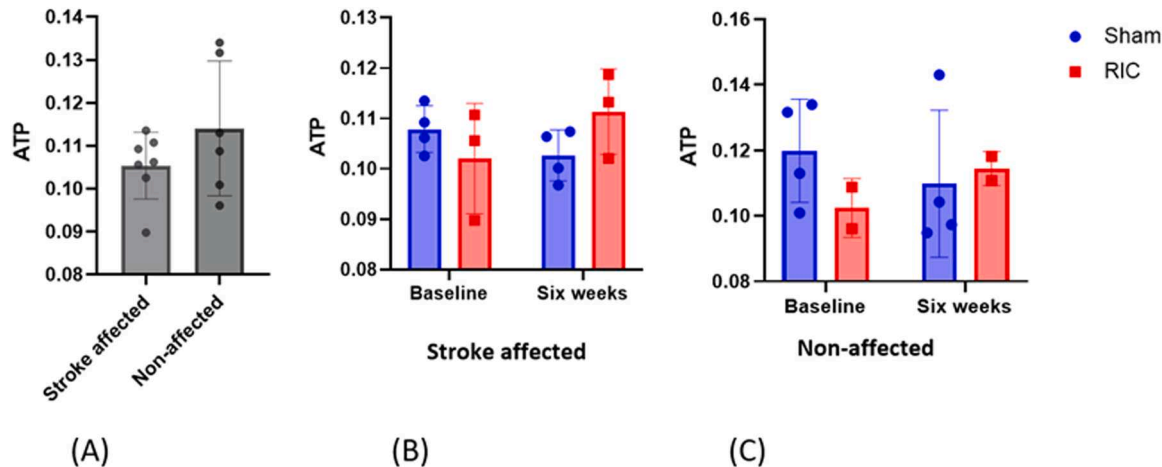 ATP
0.14
0.13
0.12
0.11
0.10
0.09
0.08
Stroke affected
Non-affected
(A)
ATP
0.13
0.12
0.11
0.10
0.09
0.08
Baseline
Six weeks
Stroke affected
(B)
ATP
0.16
0.14
0.12
0.10
0.08
Baseline
Six weeks
Non-affected
(C)
Sham
RIC